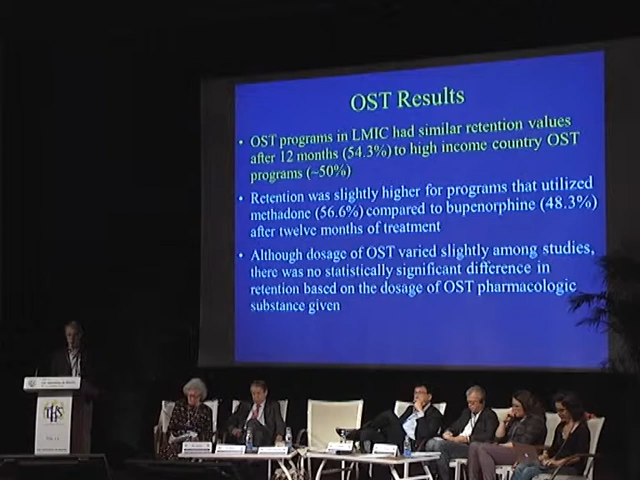 OST Results
• OST programs in LMIC had similar retention values
after 12 months (54.3%) to high income country OST
programs (~50%)
• Retention was slightly higher for programs that utilized
methadone (56.6%) compared to bupenorphine (48.3%)
after twelve months of treatment
• Although dosage of OST varied slightly among studies,
there was no statistically significant difference in
retention based on the dosage of OST pharmacologic
substance given